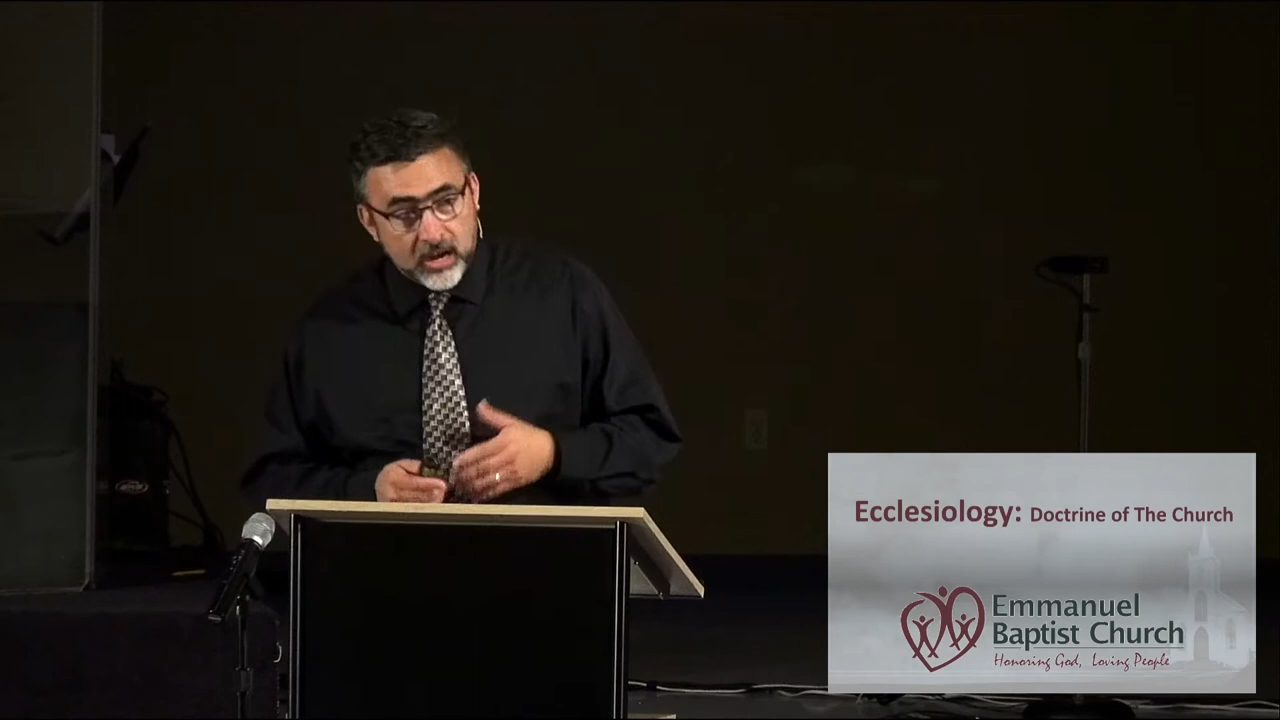 Ecclesiology: Doctrine of The Church
Emmanuel
Baptist Church
Honoring God, Loving People